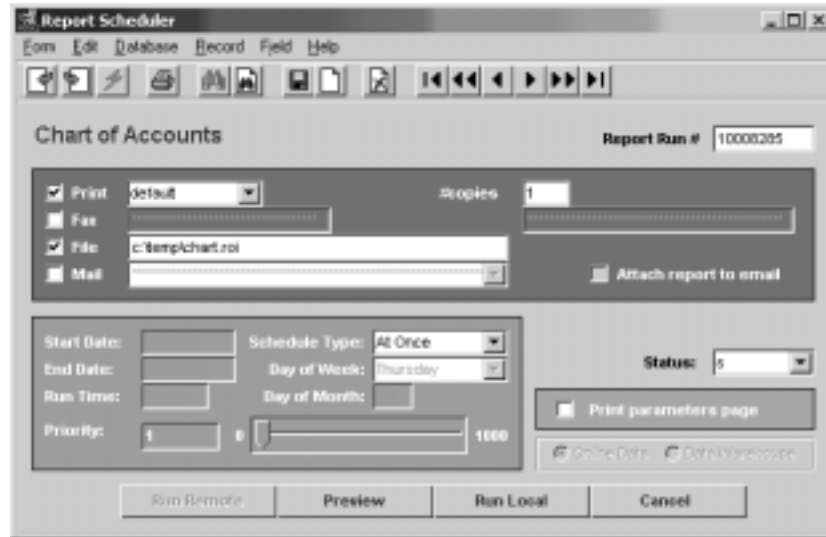 Report Scheduler
Form Edit Database Record Field Help
Chart of Accounts
Report Run # 10008285
Print default #copies 1
Fax
File c:\temp\chart.roi
Mail Attach report to email
Start Date: Schedule Type: At Once
End Date: Day of Week: Thursday
Run Time: Day of Month:
Status: s
Print parameters page
Priority: 1 0 1000
Online Data Data Warehouse
Run Remote Preview Run Local Cancel